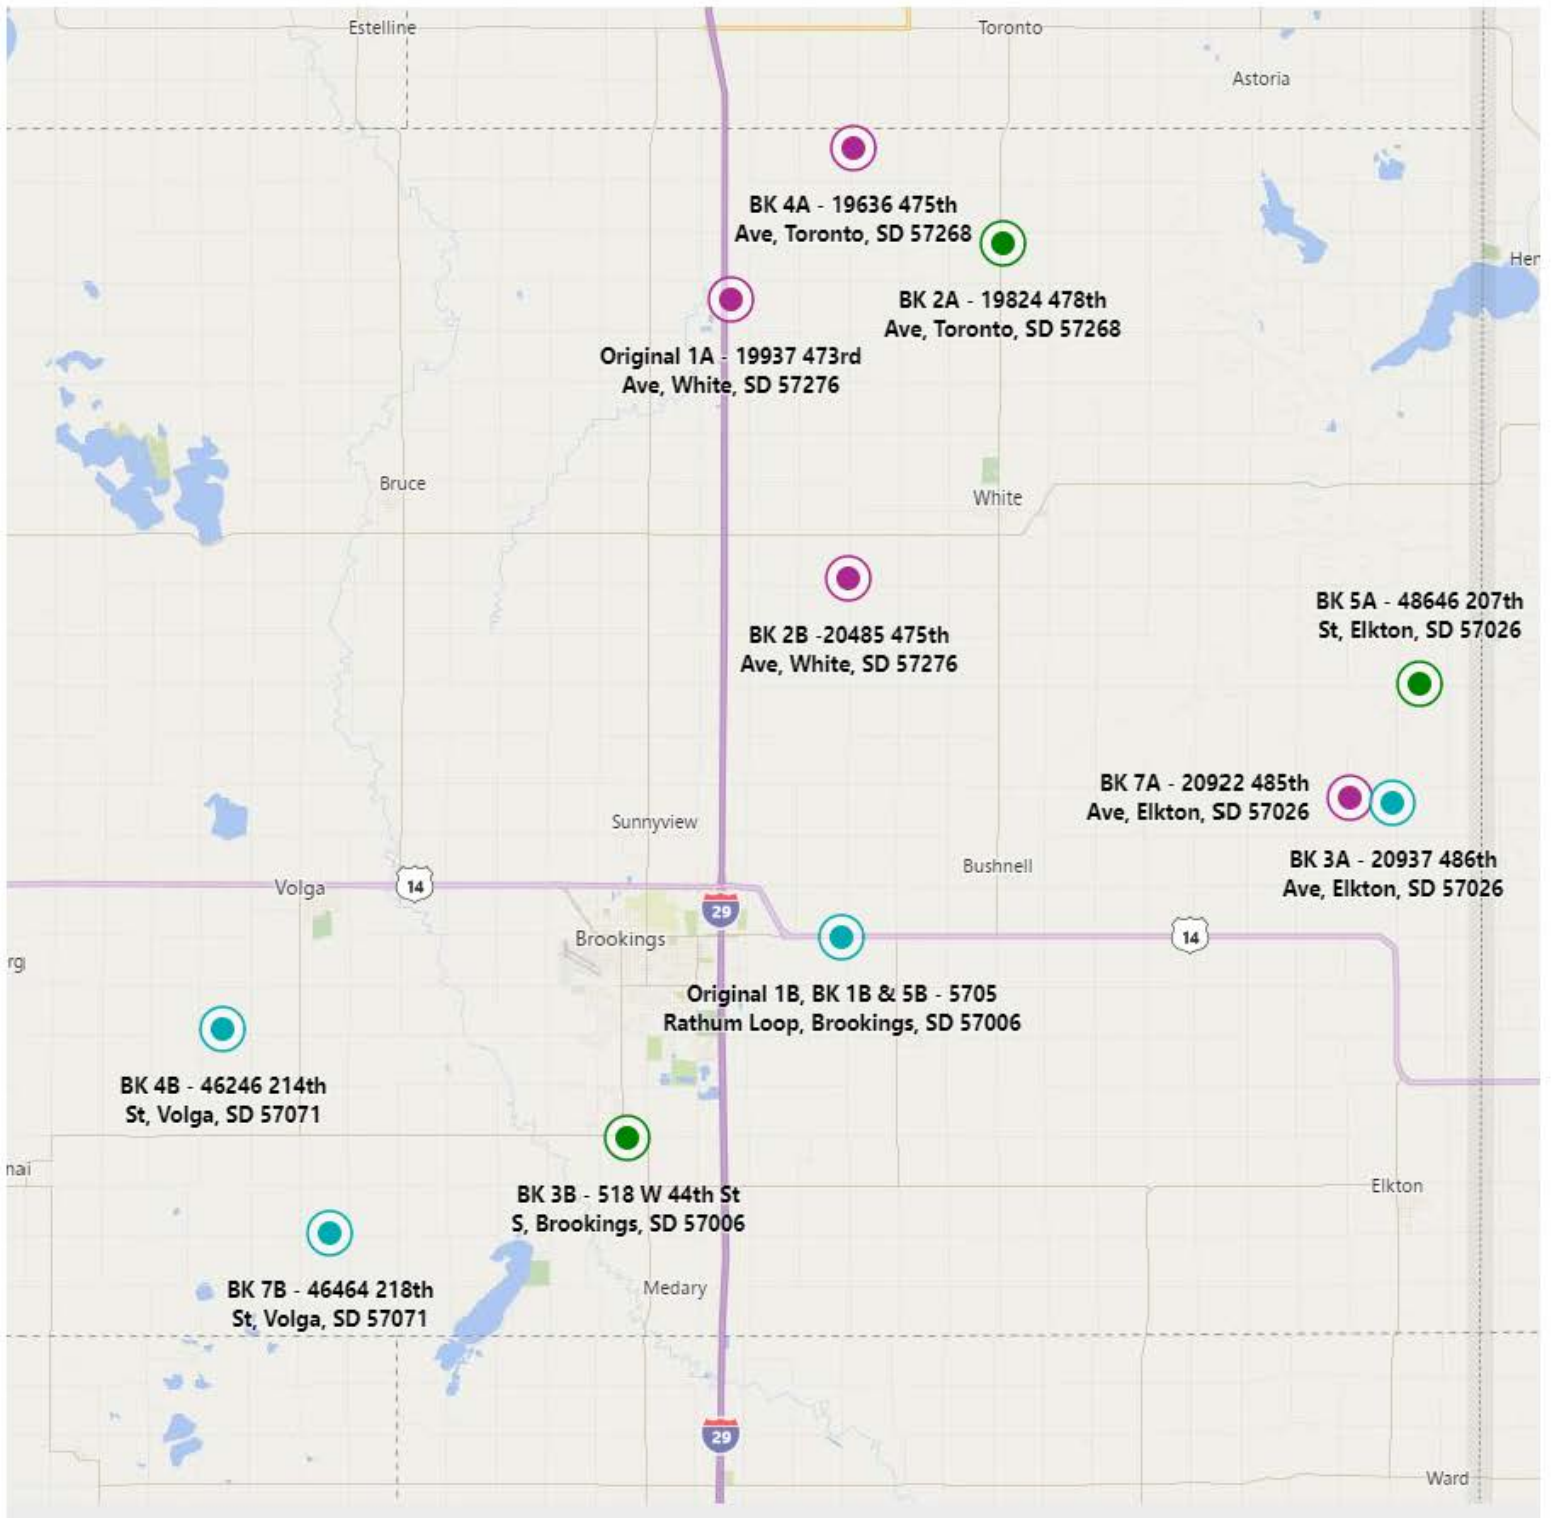 Estelline
Toronto
Astoria
BK 4A - 19636 475th
Ave, Toronto, SD 57268
Her
BK 2A - 19824 478th
Ave, Toronto, SD 57268
Original 1A - 19937 473rd
Ave, White, SD 57276
Bruce
White
BK 5A - 48646 207th
St, Elkton, SD 57026
BK 2B -20485 475th
Ave, White, SD 57276
BK 7A - 20922 485th
Ave, Elkton, SD 57026
Sunnyview
BK 3A - 20937 486th
Ave, Elkton, SD 57026
Bushnell
Volga
14
29
Brookings
14
rg
Original 1B, BK 1B & 5B - 5705
Rathum Loop, Brookings, SD 57006
BK 4B - 46246 214th
St, Volga, SD 57071
nai
BK 3B - 518 W 44th St
S, Brookings, SD 57006
Elkton
BK 7B - 46464 218th
St, Volga, SD 57071
Medary
29
Ward